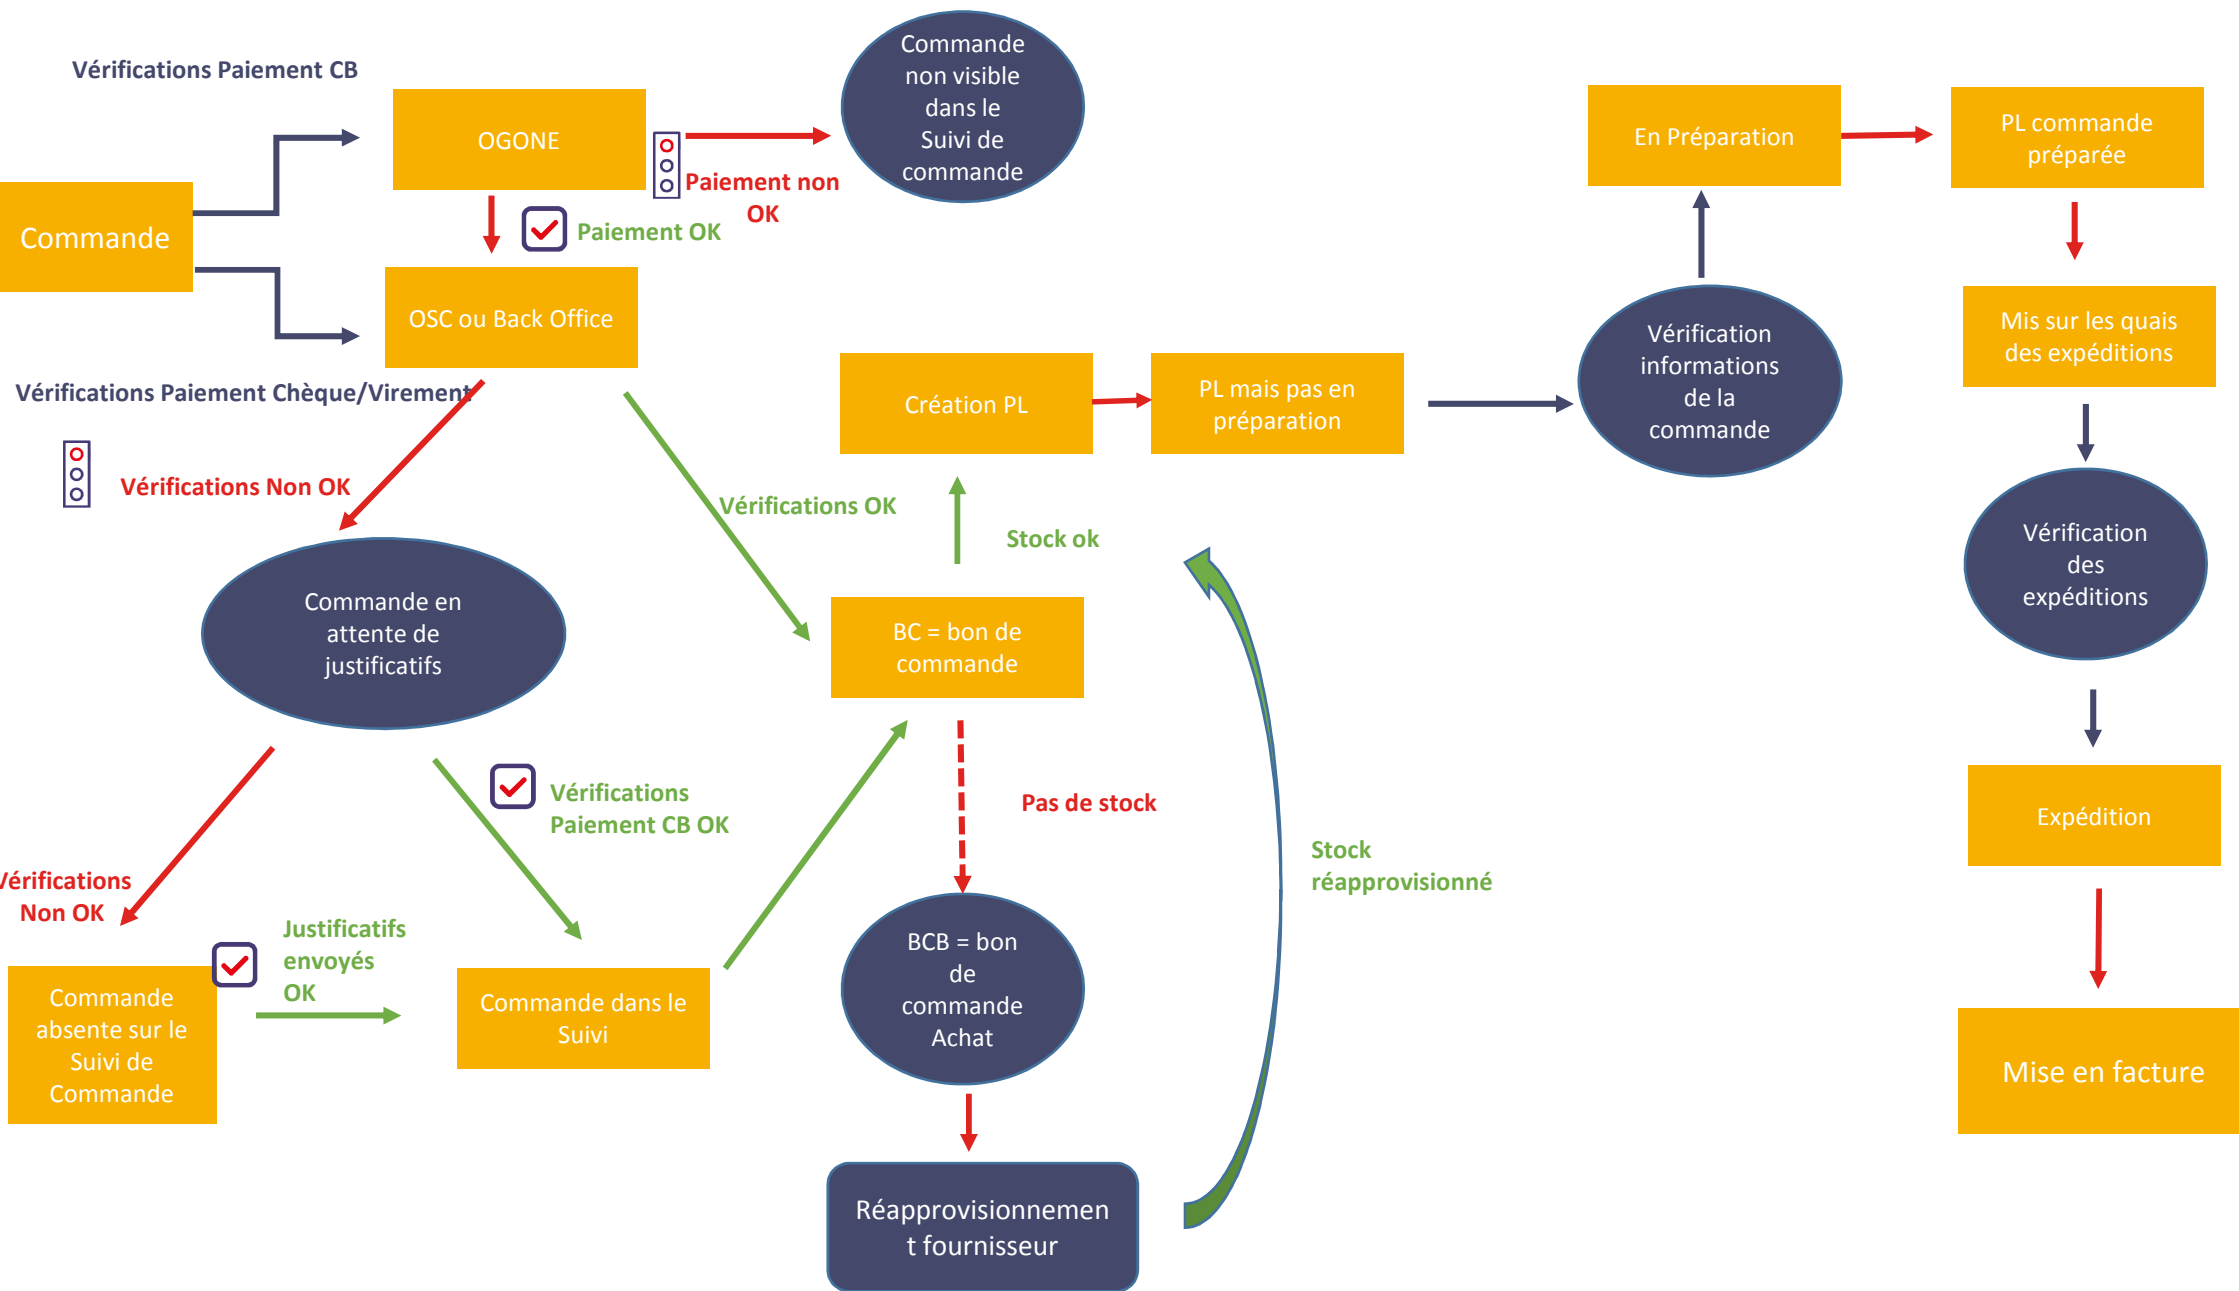 Vérifications Paiement CB
OGONE
Commande
non visible
dans le
Suivi de
commande
Paiement non
OK
Paiement OK
Commande
OSC ou Back Office
Vérifications Paiement Chèque/Virement
Vérifications Non OK
Vérifications OK
Commande en
attente de
justificatifs
Vérifications
Paiement CB OK
Vérifications
Non OK
Justificatifs
envoyés
OK
Commande
absente sur le
Suivi de
Commande
Commande dans le
Suivi
Création PL
PL mais pas en
préparation
Stock ok
BC = bon de
commande
Pas de stock
BCB = bon
de
commande
Achat
Réapprovisionnemen
t fournisseur
Stock
réapprovisionné
Vérification
informations
de la
commande
En Préparation
PL commande
préparée
Mis sur les quais
des expéditions
Vérification
des
expéditions
Expédition
Mise en facture